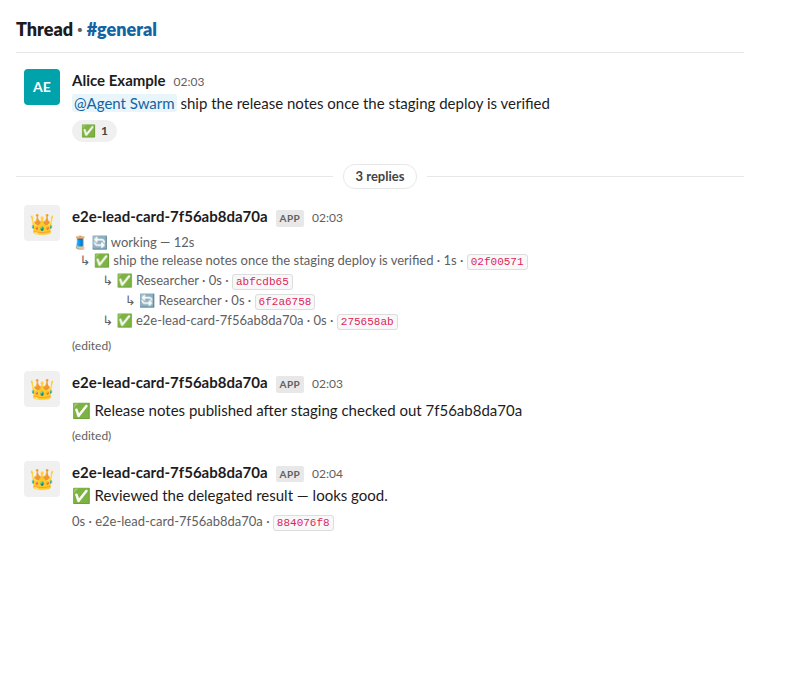 Thread • #general
AE
Alice Example 02:03
@Agent Swarm ship the release notes once the staging deploy is verified
✅ 1
3 replies
e2e-lead-card-7f56ab8da70a APP 02:03
🧵 🔄 working — 12s
↳ ✅ ship the release notes once the staging deploy is verified · 1s · 02f00571
↳ ✅ Researcher · 0s · abfcdb65
↳ 🔄 Researcher · 0s · 6f2a6758
↳ ✅ e2e-lead-card-7f56ab8da70a · 0s · 275658ab
(edited)
e2e-lead-card-7f56ab8da70a APP 02:03
✅ Release notes published after staging checked out 7f56ab8da70a
(edited)
e2e-lead-card-7f56ab8da70a APP 02:04
✅ Reviewed the delegated result — looks good.
0s · e2e-lead-card-7f56ab8da70a · 884076f8